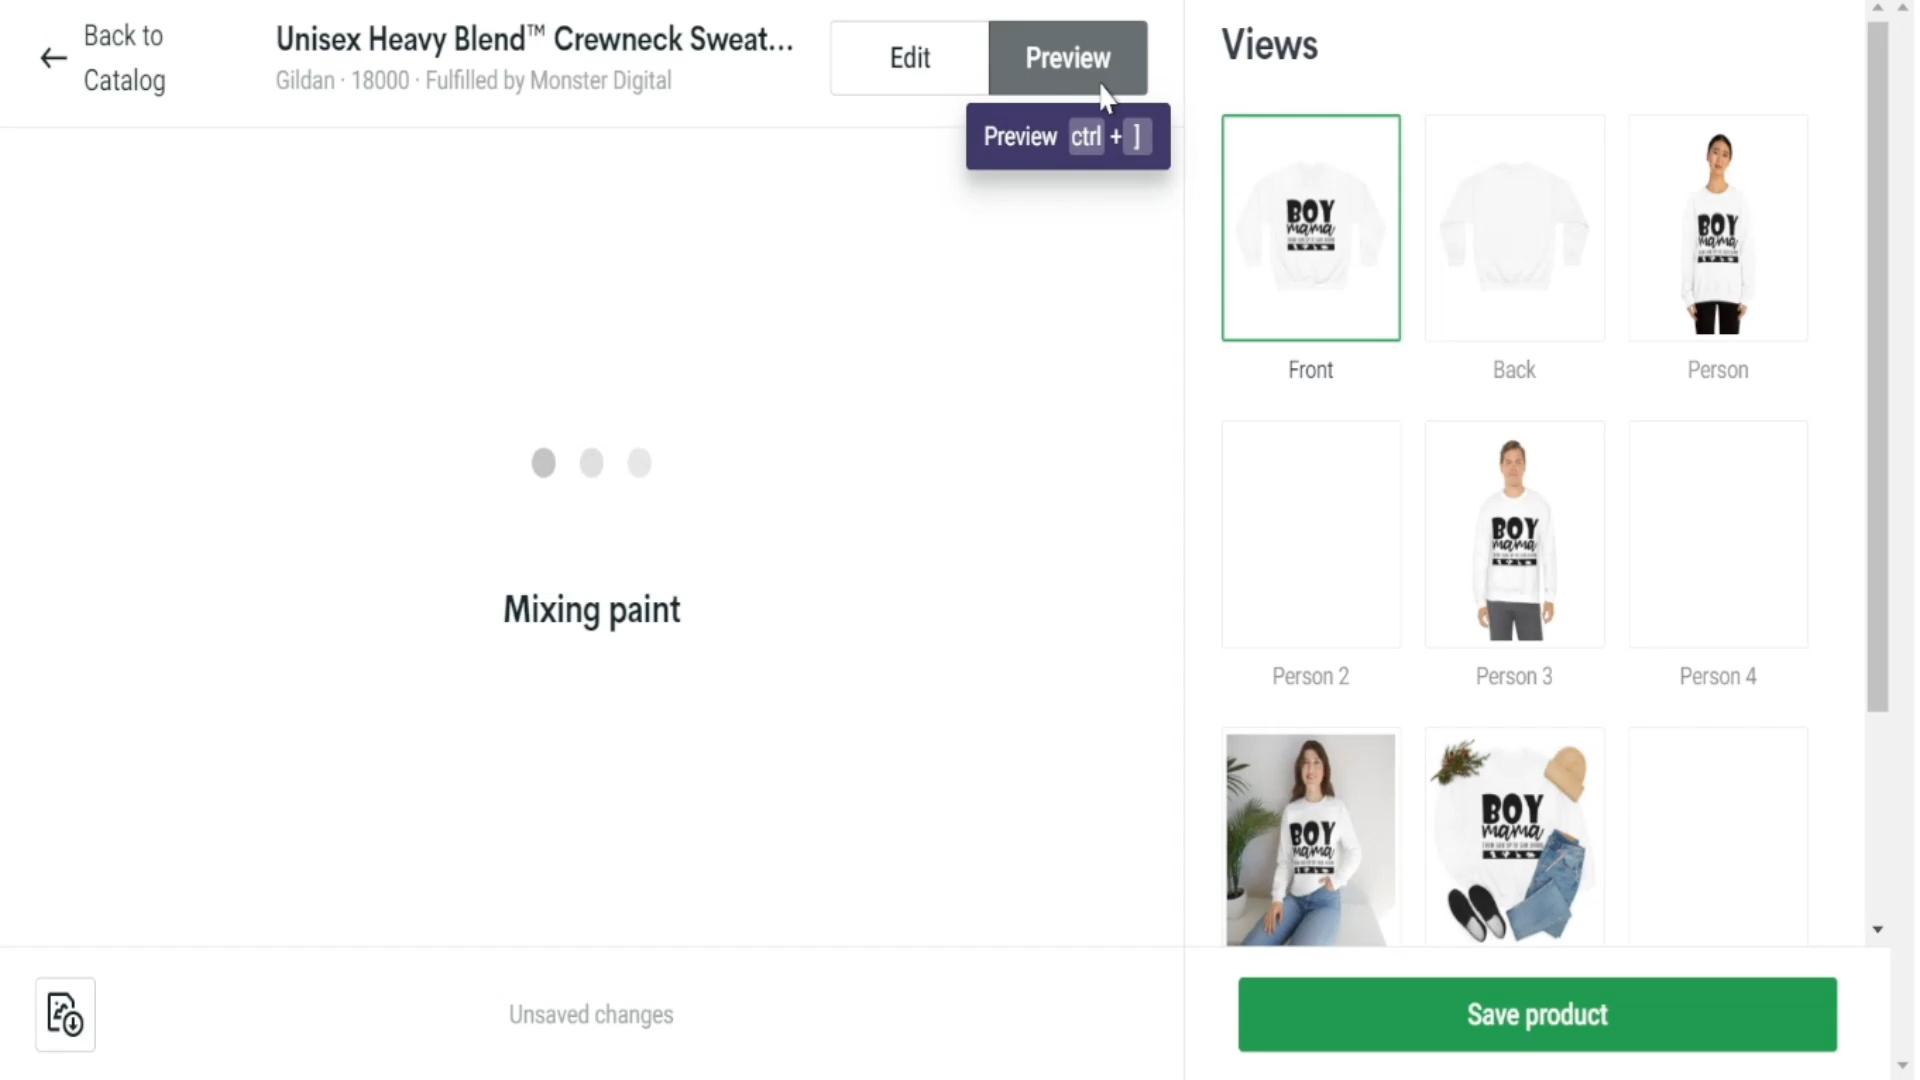 Back to
Catalog
Unisex Heavy Blend™ Crewneck Sweat...
Gildan · 18000 · Fulfilled by Monster Digital
Edit
Preview
Preview ctrl + ]
Views
BOY
mama
BOY
mama
Front
Back
Person
BOY
mama
Person 2
Person 3
Person 4
Mixing paint
BOY
mama
BOY
mama
Unsaved changes
Save product